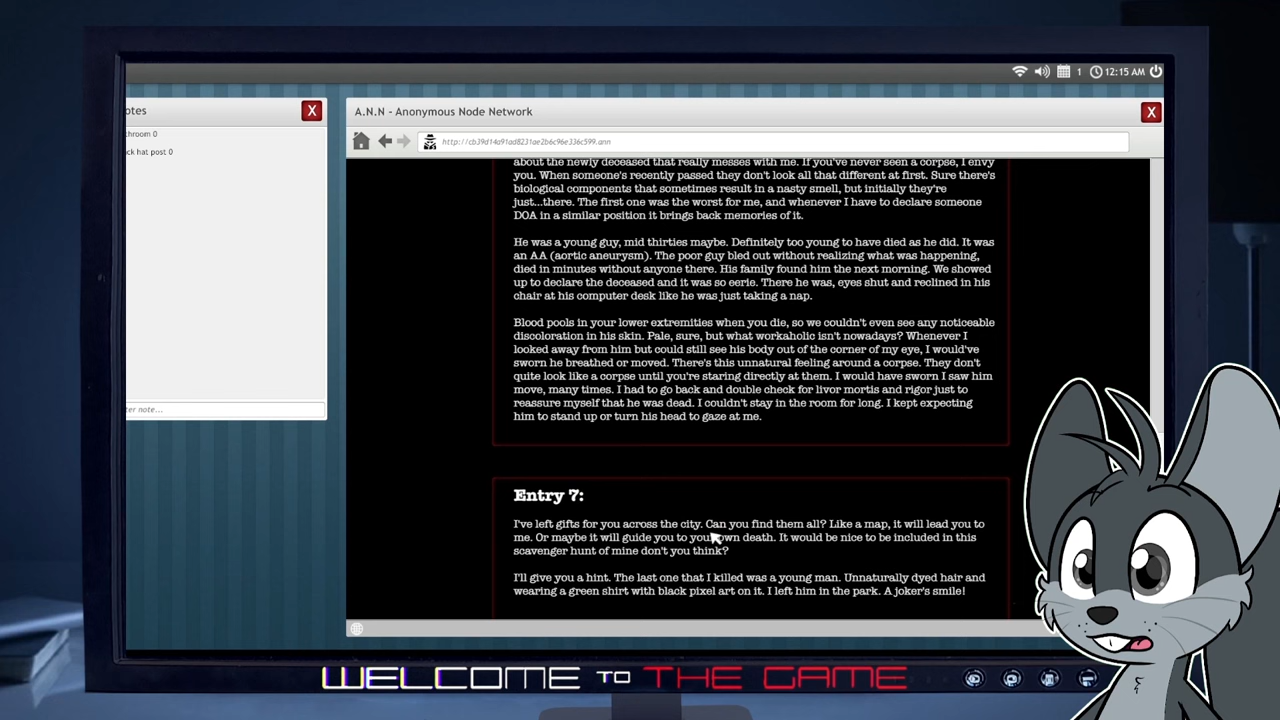 1 12:15 AM
otes X
throom 0
ck hat post 0
ter note...
A.N.N - Anonymous Node Network X
http://cb39d14a91ad8231ae2b6c96e336c599.ann
about the newly deceased that really messes with me. If you've never seen a corpse, I envy
you. When someone's recently passed they don't look all that different at first. Sure there's
biological components that sometimes result in a nasty smell, but initially they're
just...there. The first one was the worst for me, and whenever I have to declare someone
DOA in a similar position it brings back memories of it.
He was a young guy, mid thirties maybe. Definitely too young to have died as he did. It was
an AA (aortic aneurysm). The poor guy bled out without realizing what was happening,
died in minutes without anyone there. His family found him the next morning. We showed
up to declare the deceased and it was so eerie. There he was, eyes shut and reclined in his
chair at his computer desk like he was just taking a nap.
Blood pools in your lower extremities when you die, so we couldn't even see any noticeable
discoloration in his skin. Pale, sure, but what workaholic isn't nowadays? Whenever I
looked away from him but could still see his body out of the corner of my eye, I would've
sworn he breathed or moved. There's this unnatural feeling around a corpse. They don't
quite look like a corpse until you're staring directly at them. I would have sworn I saw him
move, many times. I had to go back and double check for livor mortis and rigor just to
reassure myself that he was dead. I couldn't stay in the room for long. I kept expecting
him to stand up or turn his head to gaze at me.
Entry 7:
I've left gifts for you across the city. Can you find them all? Like a map, it will lead you to
me. Or maybe it will guide you to your own death. It would be nice to be included in this
scavenger hunt of mine don't you think?
I'll give you a hint. The last one that I killed was a young man. Unnaturally dyed hair and
wearing a green shirt with black pixel art on it. I left him in the park. A joker's smile!
WELCOME TO THE GAME